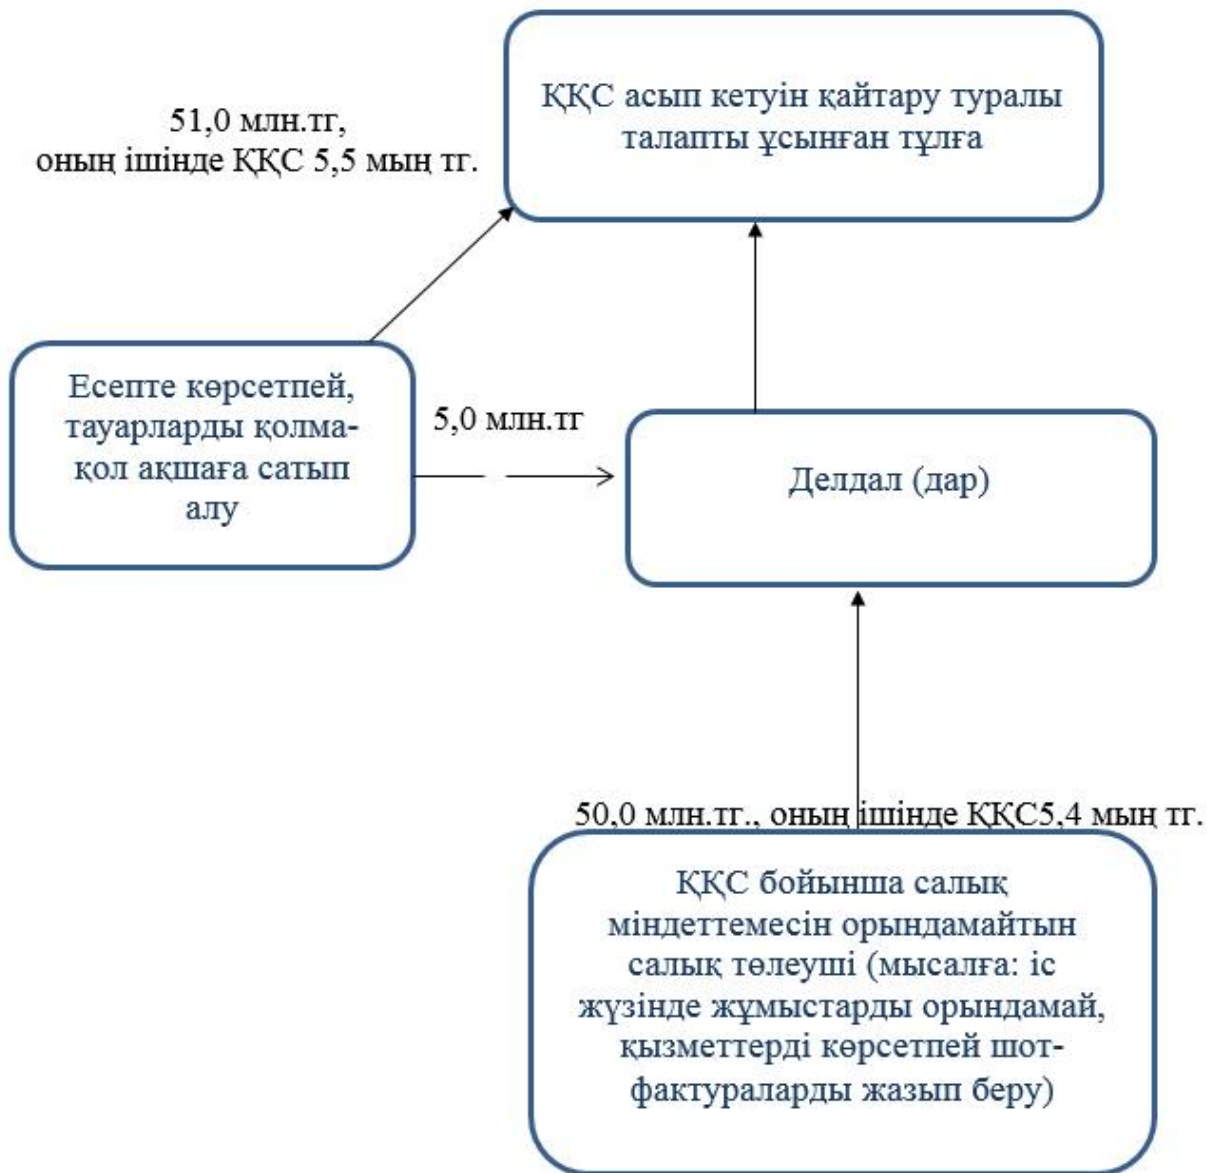 ҚҚС асып кетуін қайтару туралы
талапты ұсынған тұлға
51,0 млн.тг,
оның ішінде ҚҚС 5,5 мың тг.
Есепте көрсетпей,
тауарларды қолма-
қол ақшаға сатып
алу
5,0 млн.тг
Делдал (дар)
50,0 млн.тг., оның ішінде ҚҚС5,4 мың тг.
ҚҚС бойынша салық
міндеттемесін орындамайтын
салық төлеуші (мысалға: іс
жүзінде жұмыстарды орындамай,
қызметтерді көрсетпей шот-
фактураларды жазып беру)